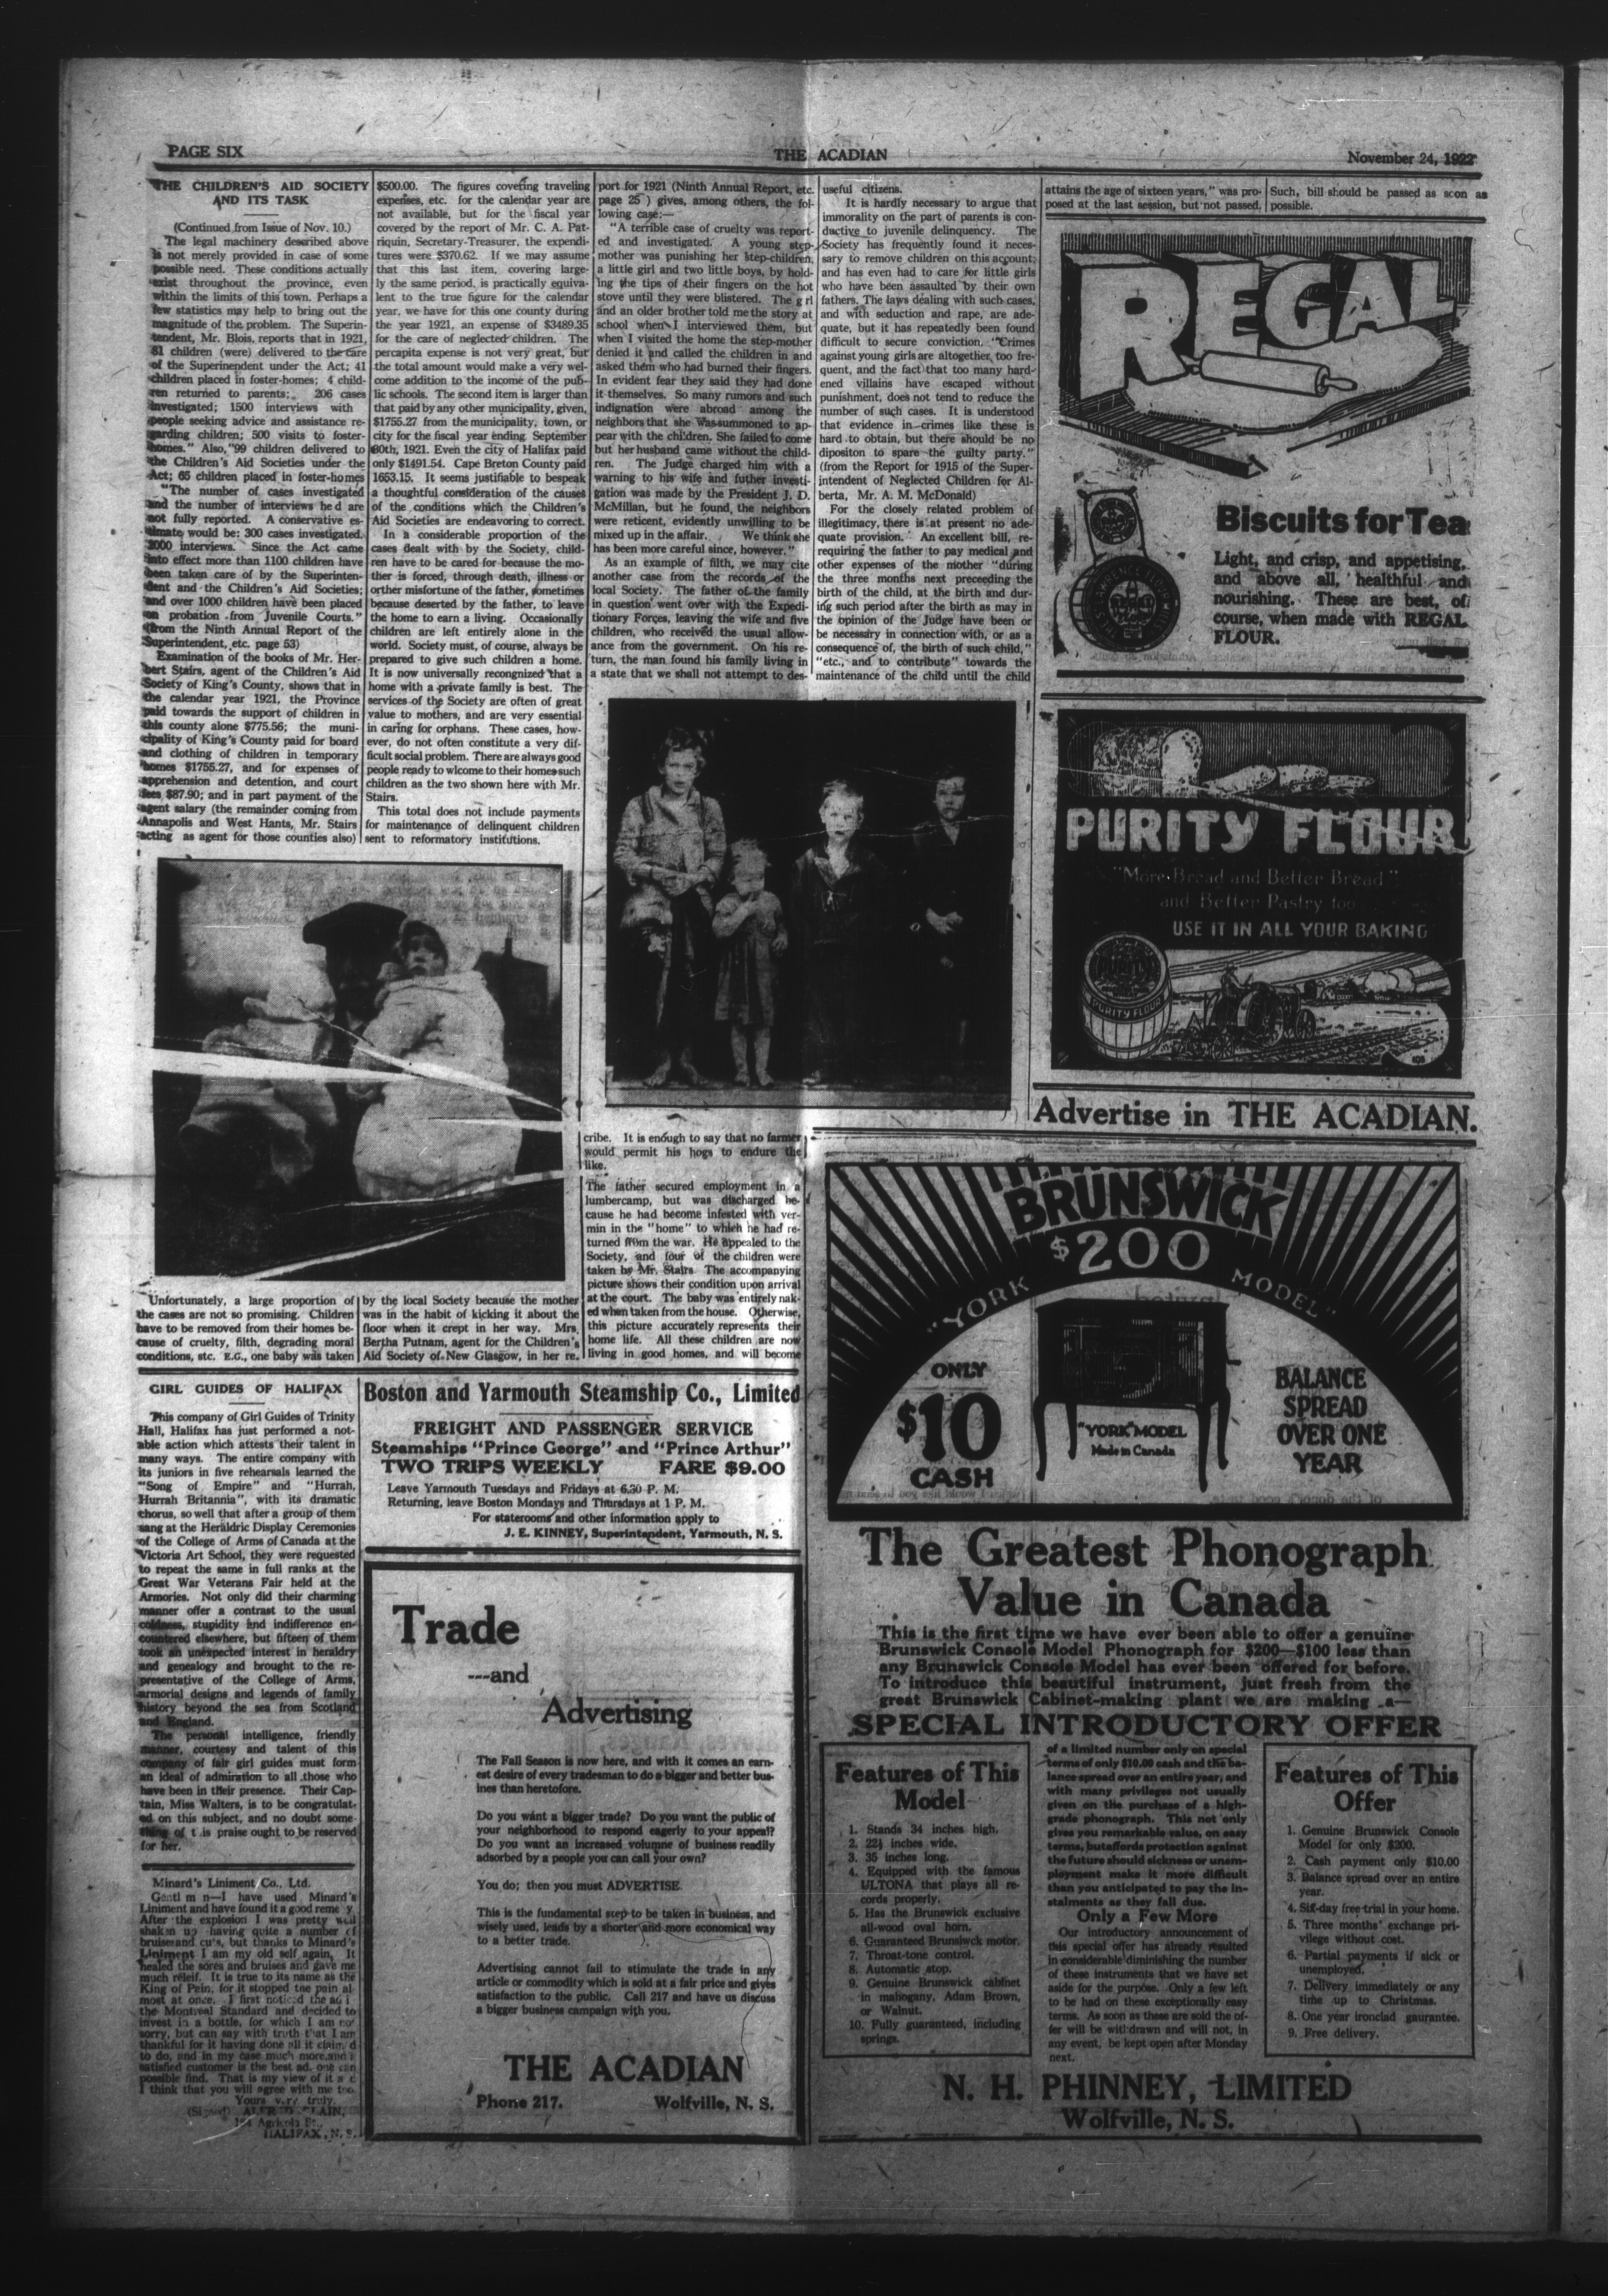 PAGE SIX
THE ACADIAN
November 24, 1922
THE CHILDREN'S AID SOCIETY
AND ITS TASK
(Continued from Issue of Nov. 10.)
The legal machinery described above
is not merely provided in case of some
possible need. These conditions actually
exist throughout the province, even
within the limits of this town. Perhaps a
few statistics may help to bring out the
magnitude of the problem. The Superin-
tendent, Mr. Blois, reports that in 1921,
81 children (were) delivered to the care
of the Superinendent under the Act; 41
children placed in foster-homes; 4 child-
ren returned to parents; 206 cases
investigated; 1500 interviews with
people seeking advice and assistance re-
garding children; 500 visits to foster-
homes." Also, "99 children delivered to
the Children's Aid Societies under the
Act; 65 children placed in foster-homes
"The number of cases investigated
and the number of interviews he d are
not fully reported. A conservative es-
timate would be: 300 cases investigated.
2000 interviews. Since the Act came
into effect more than 1100 children have
been taken care of by the Superinten-
dent and the Children's Aid Societies;
and over 1000 children have been placed
on probation from Juvenile Courts."
(from the Ninth Annual Report of the
Superintendent, etc. page 53)
Examination of the books of Mr. Her-
bert Stairs, agent of the Children's Aid
Society of King's County, shows that in
the calendar year 1921, the Province
paid towards the support of children in
this county alone $775.56; the muni-
cipality of King's County paid for board
and clothing of children in temporary
homes $1755.27, and for expenses of
apprehension and detention, and court
fees $87.90; and in part payment of the
agent salary (the remainder coming from
Annapolis and West Hants, Mr. Stairs
acting as agent for those counties also)
$500.00. The figures covering traveling
expenses, etc. for the calendar year are
not available, but for the fiscal year
covered by the report of Mr. C. A. Pat-
riquin, Secretary-Treasurer, the expendi-
tures were $370.62. If we may assume
that this last item, covering large-
ly the same period, is practically equiva-
lent to the true figure for the calendar
year, we have for this one county during
the year 1921, an expense of $3489.35
for the care of neglected children. The
percapita expense is not very great, but
the total amount would make a very wel-
come addition to the income of the pub-
lic schools. The second item is larger than
that paid by any other municipality, given,
$1755.27 from the municipality, town, or
city for the fiscal year ending September
30th, 1921. Even the city of Halifax paid
only $1491.54. Cape Breton County paid
1653.15. It seems justifiable to bespeak
a thoughtful consideration of the causes
of the conditions which the Children's
Aid Societies are endeavoring to correct.
In a considerable proportion of the
cases dealt with by the Society, child-
ren have to be cared for because the mo-
ther is forced, through death, illness or
orther misfortune of the father, sometimes
because deserted by the father, to leave
the home to earn a living. Occasionally
children are left entirely alone in the
world. Society must, of course, always be
prepared to give such children a home.
It is now universally recongnized that a
home with a private family is best. The
services of the Society are often of great
value to mothers, and are very essential
in caring for orphans. These cases, how-
ever, do not often constitute a very dif-
ficult social problem. There are always good
people ready to wlcome to their homes such
children as the two shown here with Mr.
Stairs.
This total does not include payments
for maintenance of delinquent children
sent to reformatory institutions.
Unfortunately, a large proportion of
the cases are not so promising. Children
have to be removed from their homes be-
cause of cruelty, filth, degrading moral
conditions, stc. E.G., one baby was taken
by the local Society because the mother
was in the habit of kicking it about the
floor when it crept in her way. Mrs.
Bertha Putnam, agent for the Children's
Aid Society of New Glasgow, in her re-
port for 1921 (Ninth Annual Report, etc.
page 25 ) gives, among others, the fol-
lowing case:—
"A terrible case of cruelty was report-
ed and investigated. A young step-
mother was punishing her step-children,
a little girl and two little boys, by hold-
ing the tips of their fingers on the hot
stove until they were blistered. The g rl
and an older brother told me the story at
school when I interviewed them, but
when I visited the home the step-mother
denied it and called the children in and
asked them who had burned their fingers.
In evident fear they said they had done
it themselves. So many rumors and such
indignation were abroad among the
neighbors that she was summoned to ap-
pear with the children. She failed to come
but her husband came without the child-
ren. The Judge charged him with a
warning to his wife and futher investi-
gation was made by the President J. D.
McMillan, but he found, the neighbors
were reticent, evidently unwilling to be
mixed up in the affair. We think she
has been more careful since, however."
As an example of filth, we may cite
another case from the records of the
local Society. The father of the family
in question went over with the Expedi-
tionary Forces, leaving the wife and five
children, who received the usual allow-
ance from the government. On his re-
turn, the man found his family living in
a state that we shall not attempt to des-
cribe. It is enough to say that no farmer
would permit his hogs to endure the
like.
The father secured employment in a
lumbercamp, but was discharged be-
cause he had become infested with ver-
min in the "home" to which he had re-
turned from the war. He appealed to the
Society, and four of the children were
taken by Mr. Stairs The accompanying
picture shows their condition upon arrival
at the court. The baby was entirely nak-
ed when taken from the house. Otherwise,
this picture accurately represents their
home life. All these children are now
living in good homes, and will become
useful citizens.
It is hardly necessary to argue that
immorality on the part of parents is con-
ductive to juvenile delinquency. The
Society has frequently found it neces-
sary to remove children on this account;
and has even had to care for little girls
who have been assaulted by their own
fathers. The laws dealing with such cases,
and with seduction and rape, are ade-
quate, but it has repeatedly been found
difficult to secure conviction. "Crimes
against young girls are altogether too fre-
quent, and the fact that too many hard-
ened villains have escaped without
punishment, does not tend to reduce the
number of such cases. It is understood
that evidence in crimes like these is
hard to obtain, but there should be no
dipositon to spare the guilty party."
(from the Report for 1915 of the Super-
intendent of Neglected Children for Al-
berta, Mr. A. M. McDonald)
For the closely related problem of
illegitimacy, there is at present no ade-
quate provision. An excellent bill, re-
requiring the father to pay medical and
other expenses of the mother "during
the three months next preceeding the
birth of the child, at the birth and dur-
ing such period after the birth as may in
the opinion of the Judge have been or
be necessary in connection with, or as a
consequence of, the birth of such child,"
"etc., and to contribute" towards the
maintenance of the child until the child
attains the age of sixteen years," was pro-
posed at the last session, but not passed.
Such, bill should be passed as scon as
possible.
REGAL
Biscuits for Tea
Light, and crisp, and appetising,
and above all, healthful and
nourishing. These are best, of
course, when made with REGAL
FLOUR.
PURITY FLOUR
"More Bread and Better Bread"
and Better Pastry too
USE IT IN ALL YOUR BAKING
PURITY FLOUR
Advertise in THE ACADIAN.
GIRL GUIDES OF HALIFAX
This company of Girl Guides of Trinity
Hall, Halifax has just performed a not-
able action which attests their talent in
many ways. The entire company with
its juniors in five rehearsals learned the
"Song of Empire" and "Hurrah,
Hurrah Britannia", with its dramatic
chorus, so well that after a group of them
sang at the Heraldric Display Ceremonies
of the College of Arms of Canada at the
Victoria Art School, they were requested
to repeat the same in full ranks at the
Great War Veterans Fair held at the
Armories. Not only did their charming
manner offer a contrast to the usual
coldness, stupidity and indifference en-
countered elsewhere, but fifteen of them
took an unexpected interest in heraldry
and genealogy and brought to the re-
presentative of the College of Arms,
armorial designs and legends of family
history beyond the sea from Scotland
and England.
The personal intelligence, friendly
manner, courtesy and talent of this
company of fair girl guides must form
an ideal of admiration to all those who
have been in their presence. Their Cap-
tain, Miss Walters, is to be congratulat-
ed on this subject, and no doubt some
thing of t is praise ought to be reserved
for her.
Minard's Liniment Co., Ltd.
Gentl m n—I have used Minard's
Liniment and have found it a good reme y.
After the explosion I was pretty well
shaken up having quite a number of
bruises and cu's, but thanks to Minard's
Liniment I am my old self again. It
healed the sores and bruises and gave me
much releif. It is true to its name as the
King of Pain, for it stopped the pain al-
most at once. I first noticed the ad i
the Montreal Standard and decided to
invest in a bottle, for which I am not
sorry, but can say with truth that I am
thankful for it having done all it claim d
to do, and in my case much more, and
satisfied customer is the best ad. one can
possible find. That is my view of it
I think that you will agree with me too.
Yours very truly,
(Signed)
Agricola St.,
HALIFAX, N. S.
Boston and Yarmouth Steamship Co., Limited
FREIGHT AND PASSENGER SERVICE
Steamships "Prince George" and "Prince Arthur"
TWO TRIPS WEEKLY FARE $9.00
Leave Yarmouth Tuesdays and Fridays at 6.30 P. M.
Returning, leave Boston Mondays and Thursdays at 1 P. M.
For staterooms and other information apply to
J. E. KINNEY, Superintendent, Yarmouth, N. S.
Trade
---and
Advertising
The Fall Season is now here, and with it comes an earn-
est desire of every tradesman to do a bigger and better bus-
iness than heretofore.
Do you want a bigger trade? Do you want the public of
your neighborhood to respond eagerly to your appeal?
Do you want an increased volumne of business readily
adsorbed by a people you can call your own?
You do; then you must ADVERTISE.
This is the fundamental step to be taken in business, and
wisely used, leads by a shorter and more economical way
to a better trade.
Advertising cannot fail to stimulate the trade in any
article or commodity which is sold at a fair price and gives
satisfaction to the public. Call 217 and have us discuss
a bigger business campaign with you.
THE ACADIAN
Phone 217. Wolfville, N. S.
BRUNSWICK
$200
"YORK MODEL"
ONLY
$10
CASH
"YORK" MODEL
Made in Canada
BALANCE
SPREAD
OVER ONE
YEAR
The Greatest Phonograph
Value in Canada
This is the first time we have ever been able to offer a genuine
Brunswick Console Model Phonograph for $200—$100 less than
any Brunswick Console Model has ever been offered for before.
To introduce this beautiful instrument, just fresh from the
great Brunswick Cabinet-making plant we are making a—
SPECIAL INTRODUCTORY OFFER
Features of This
Model
1. Stands 34 inches high.
2. 22½ inches wide.
3. 35 inches long.
4. Equipped with the famous
ULTONA that plays all re-
cords properly.
5. Has the Brunswick exclusive
all-wood oval horn.
6. Guaranteed Brunsiwck motor.
7. Throat-tone control.
8. Automatic stop.
9. Genuine Brunswick cabinet
in mahogany, Adam Brown,
or Walnut.
10. Fully guaranteed, including
springs.
of a limited number only on special
terms of only $10.00 cash and the ba-
lance spread over an entire year, and
with many privileges not usually
given on the purchase of a high-
grade phonograph. This not only
gives you remarkable value, on easy
terms, but affords protection against
the future should sickness or unem-
ployment make it more difficult
than you anticipated to pay the in-
stalments as they fall due.
Only a Few More
Our introductory announcement of
this special offer has already resulted
in considerable diminishing the number
of these instruments that we have set
aside for the purpose. Only a few left
to be had on these exceptionally easy
terms. As soon as these are sold the of-
fer will be withdrawn and will not, in
any event, be kept open after Monday
next.
Features of This
Offer
1. Genuine Brunswick Console
Model for only $200.
2. Cash payment only $10.00
3. Balance spread over an entire
year.
4. Six-day free trial in your home.
5. Three months' exchange pri-
vilege without cost.
6. Partial payments if sick or
unemployed.
7. Delivery immediately or any
time up to Christmas.
8. One year ironclad gaurantee.
9. Free delivery.
N. H. PHINNEY, LIMITED
Wolfville, N. S.